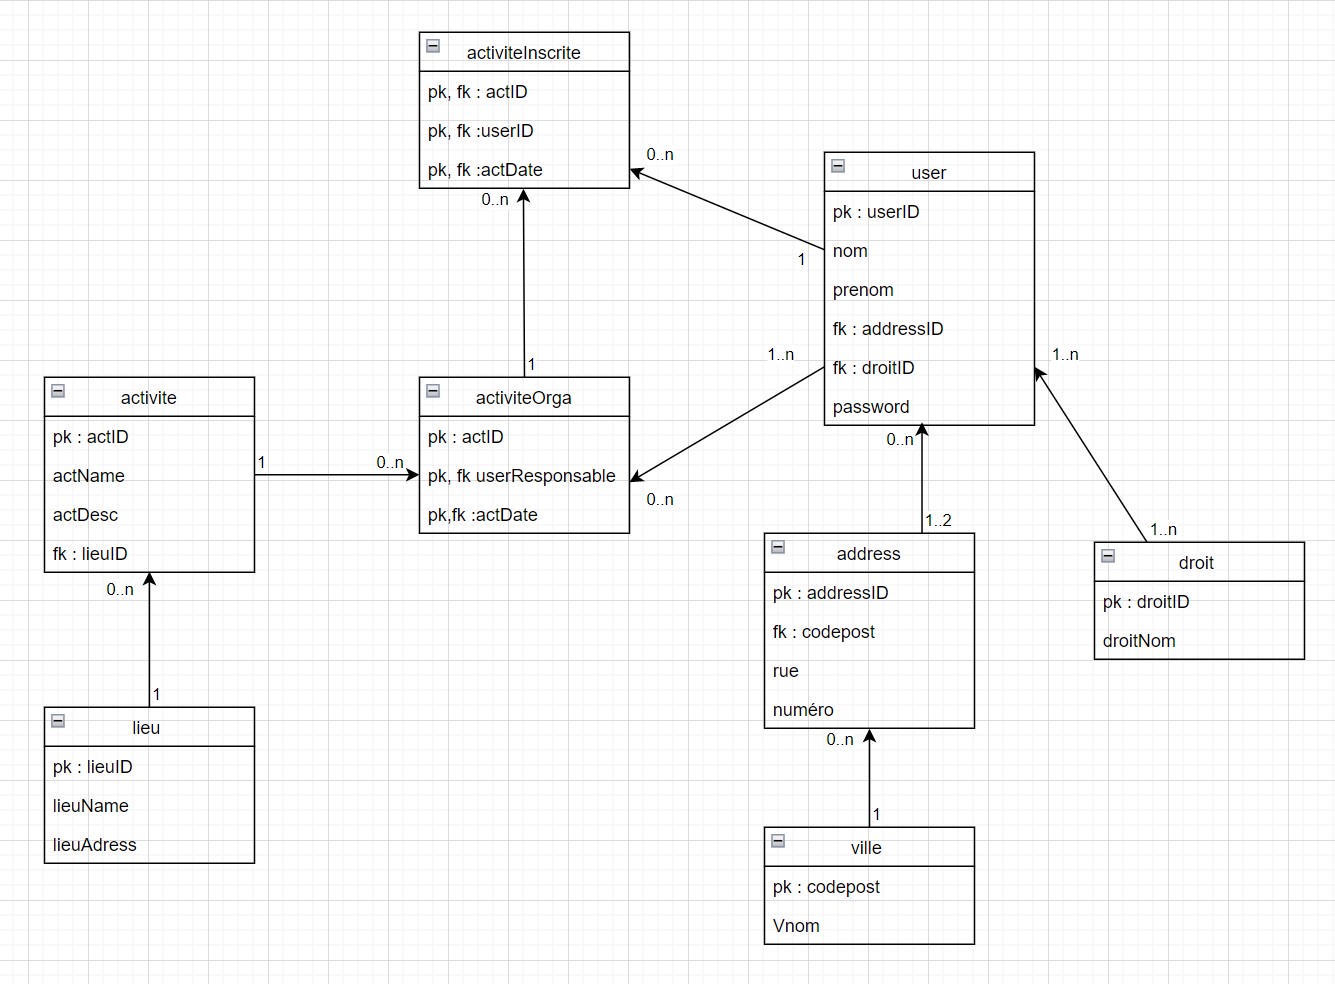 activiteInscrite
pk, fk : actID
pk, fk :userID
pk, fk :actDate
0..n
0..n
1
user
pk : userID
nom
prenom
fk : addressID
fk : droitID
password
1
1..n
0..n
0..n
1..n
1..n
1..2
activite
pk : actID
actName
actDesc
fk : lieuID
1
0..n
0..n
activiteOrga
pk : actID
pk, fk userResponsable
pk,fk :actDate
address
pk : addressID
fk : codepost
rue
numéro
0..n
1
droit
pk : droitID
droitNom
1
lieu
pk : lieuID
lieuName
lieuAdress
ville
pk : codepost
Vnom